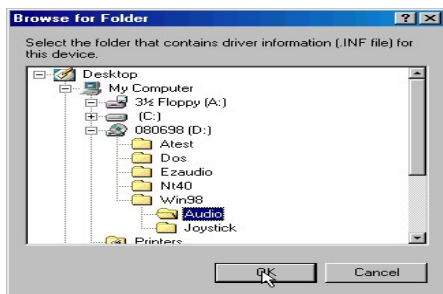 Browse for Folder
Select the folder that contains driver information (.INF file) for
this device.
Desktop
My Computer
3½ Floppy (A:)
(C:)
080698 (D:)
Atest
Dos
Ezaudio
Nt40
Win98
Audio
Joystick
Printers
OK Cancel